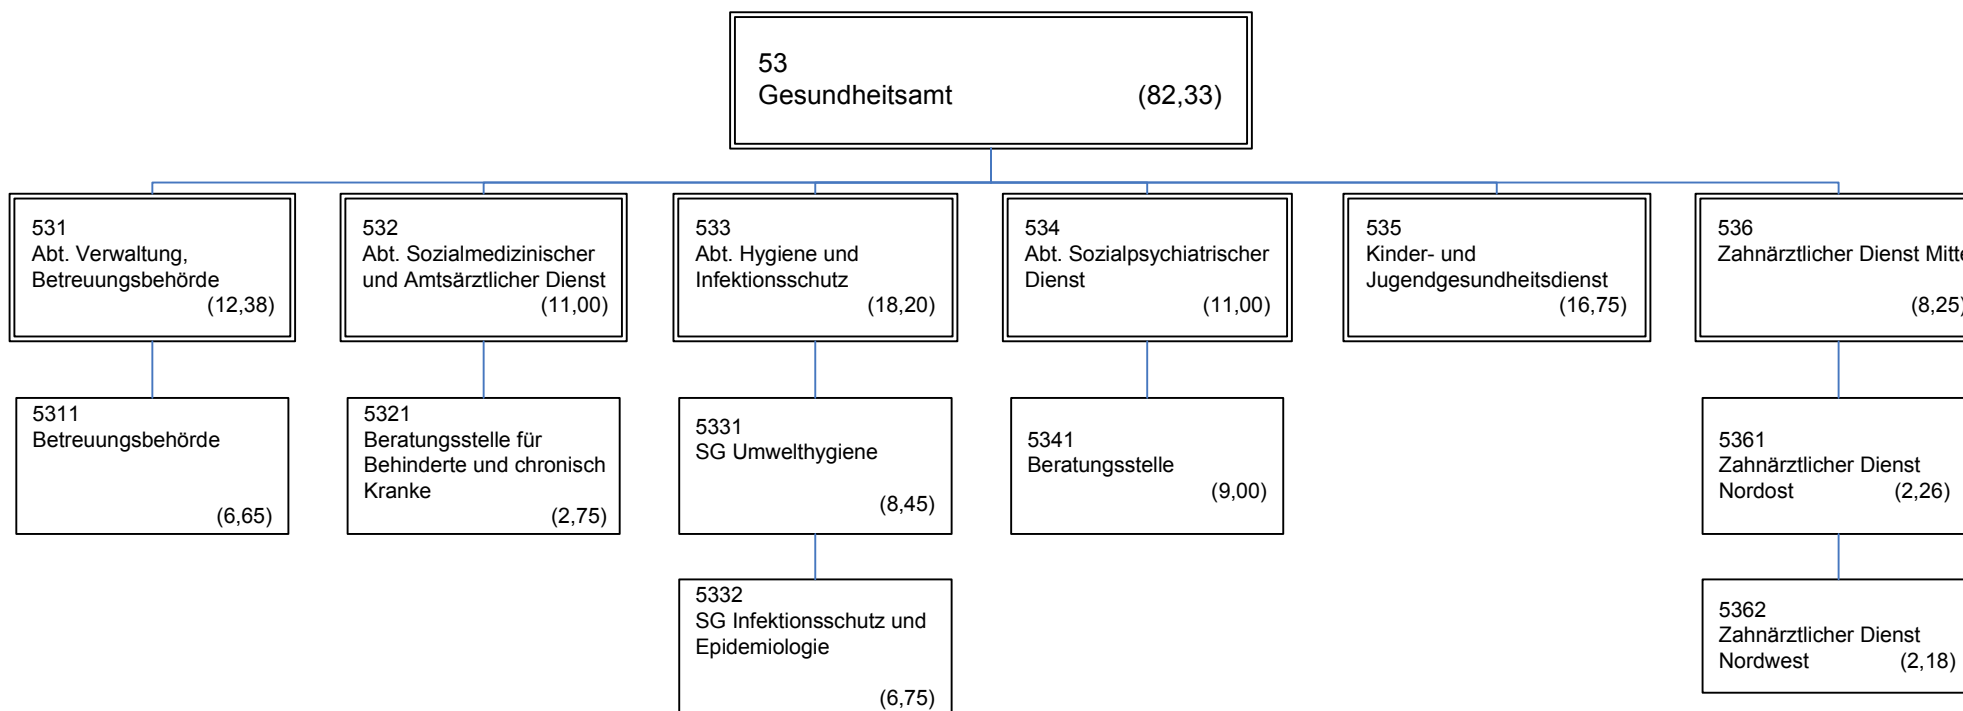 53
Gesundheitsamt (82,33)
531
Abt. Verwaltung,
Betreuungsbehörde
(12,38)
532
Abt. Sozialmedizinischer
und Amtsärztlicher Dienst
(11,00)
533
Abt. Hygiene und
Infektionsschutz
(18,20)
534
Abt. Sozialpsychiatrischer
Dienst
(11,00)
535
Kinder- und
Jugendgesundheitsdienst
(16,75)
536
Zahnärztlicher Dienst Mitte
(8,25)
5311
Betreuungsbehörde
(6,65)
5321
Beratungsstelle für
Behinderte und chronisch
Kranke
(2,75)
5331
SG Umwelthygiene
(8,45)
5341
Beratungsstelle
(9,00)
5361
Zahnärztlicher Dienst
Nordost (2,26)
5332
SG Infektionsschutz und
Epidemiologie
(6,75)
5362
Zahnärztlicher Dienst
Nordwest (2,18)